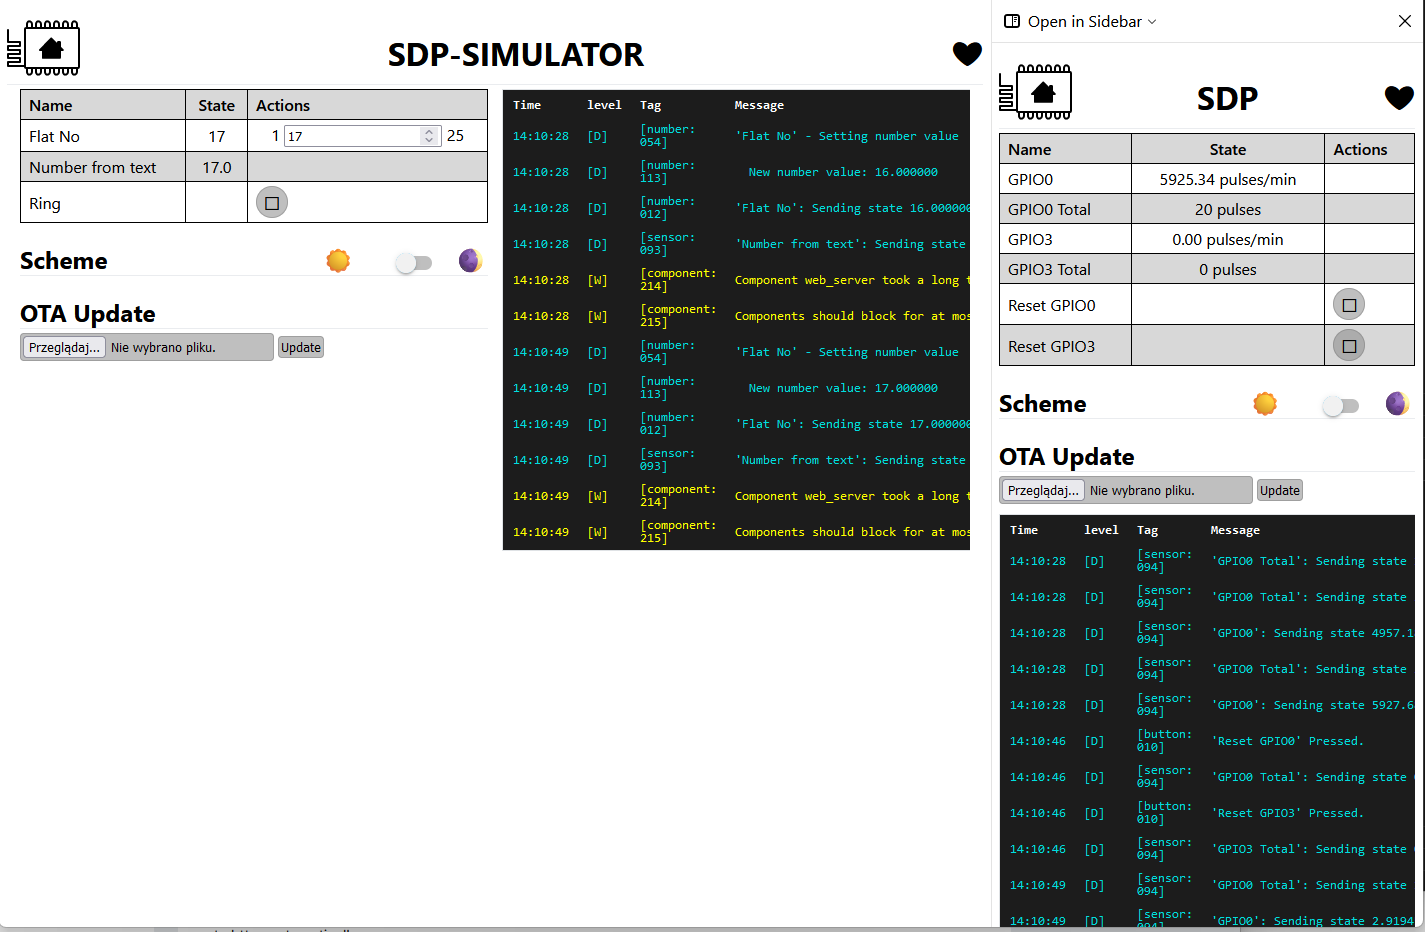 SDP-SIMULATOR
Name State Actions
Flat No 17 1 17 25
Number from text 17.0
Ring
Scheme
OTA Update
Przeglądaj... Nie wybrano pliku. Update
Time level Tag Message
14:10:28 [D] [number:054] 'Flat No' - Setting number value
14:10:28 [D] [number:113] New number value: 16.000000
14:10:28 [D] [number:012] 'Flat No': Sending state 16.000000
14:10:28 [D] [sensor:093] 'Number from text': Sending state
14:10:28 [W] [component:214] Component web_server took a long t
14:10:28 [W] [component:215] Components should block for at mos
14:10:49 [D] [number:054] 'Flat No' - Setting number value
14:10:49 [D] [number:113] New number value: 17.000000
14:10:49 [D] [number:012] 'Flat No': Sending state 17.000000
14:10:49 [D] [sensor:093] 'Number from text': Sending state
14:10:49 [W] [component:214] Component web_server took a long t
14:10:49 [W] [component:215] Components should block for at mos
Open in Sidebar
SDP
Name State Actions
GPIO0 5925.34 pulses/min
GPIO0 Total 20 pulses
GPIO3 0.00 pulses/min
GPIO3 Total 0 pulses
Reset GPIO0
Reset GPIO3
Scheme
OTA Update
Przeglądaj... Nie wybrano pliku. Update
Time level Tag Message
14:10:28 [D] [sensor:094] 'GPIO0 Total': Sending state
14:10:28 [D] [sensor:094] 'GPIO0 Total': Sending state
14:10:28 [D] [sensor:094] 'GPIO0': Sending state 4957.1
14:10:28 [D] [sensor:094] 'GPIO0 Total': Sending state
14:10:28 [D] [sensor:094] 'GPIO0': Sending state 5927.6
14:10:46 [D] [button:010] 'Reset GPIO0' Pressed.
14:10:46 [D] [sensor:094] 'GPIO0 Total': Sending state
14:10:46 [D] [button:010] 'Reset GPIO3' Pressed.
14:10:46 [D] [sensor:094] 'GPIO3 Total': Sending state
14:10:49 [D] [sensor:094] 'GPIO0 Total': Sending state
14:10:49 [D] [sensor:094] 'GPIO0': Sending state 2.9194